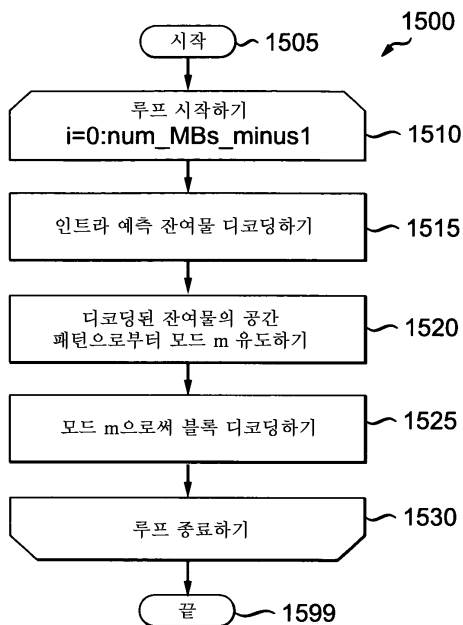 1500
시작
1505
루프 시작하기
i=0:num_MBs_minus1
1510
인트라 예측 잔여물 디코딩하기
1515
디코딩된 잔여물의 공간
패턴으로부터 모드 m 유도하기
1520
모드 m으로써 블록 디코딩하기
1525
루프 종료하기
1530
끝
1599